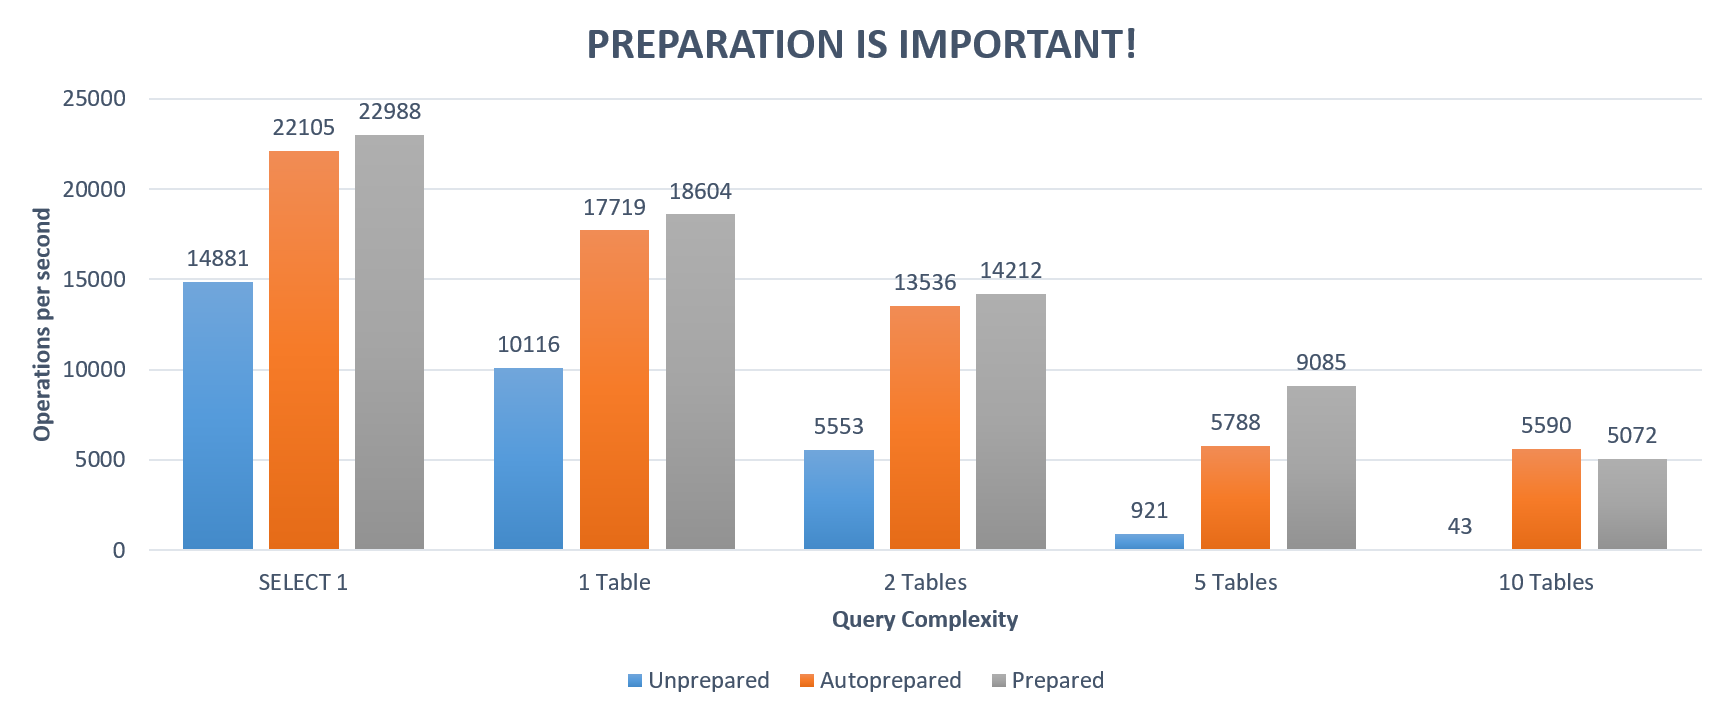 PREPARATION IS IMPORTANT!
Operations per second
25000
20000
15000
10000
5000
0
14881
22105
22988
10116
17719
18604
5553
13536
14212
921
5788
9085
43
5590
5072
SELECT 1
1 Table
2 Tables
5 Tables
10 Tables
Query Complexity
Unprepared
Autoprepared
Prepared